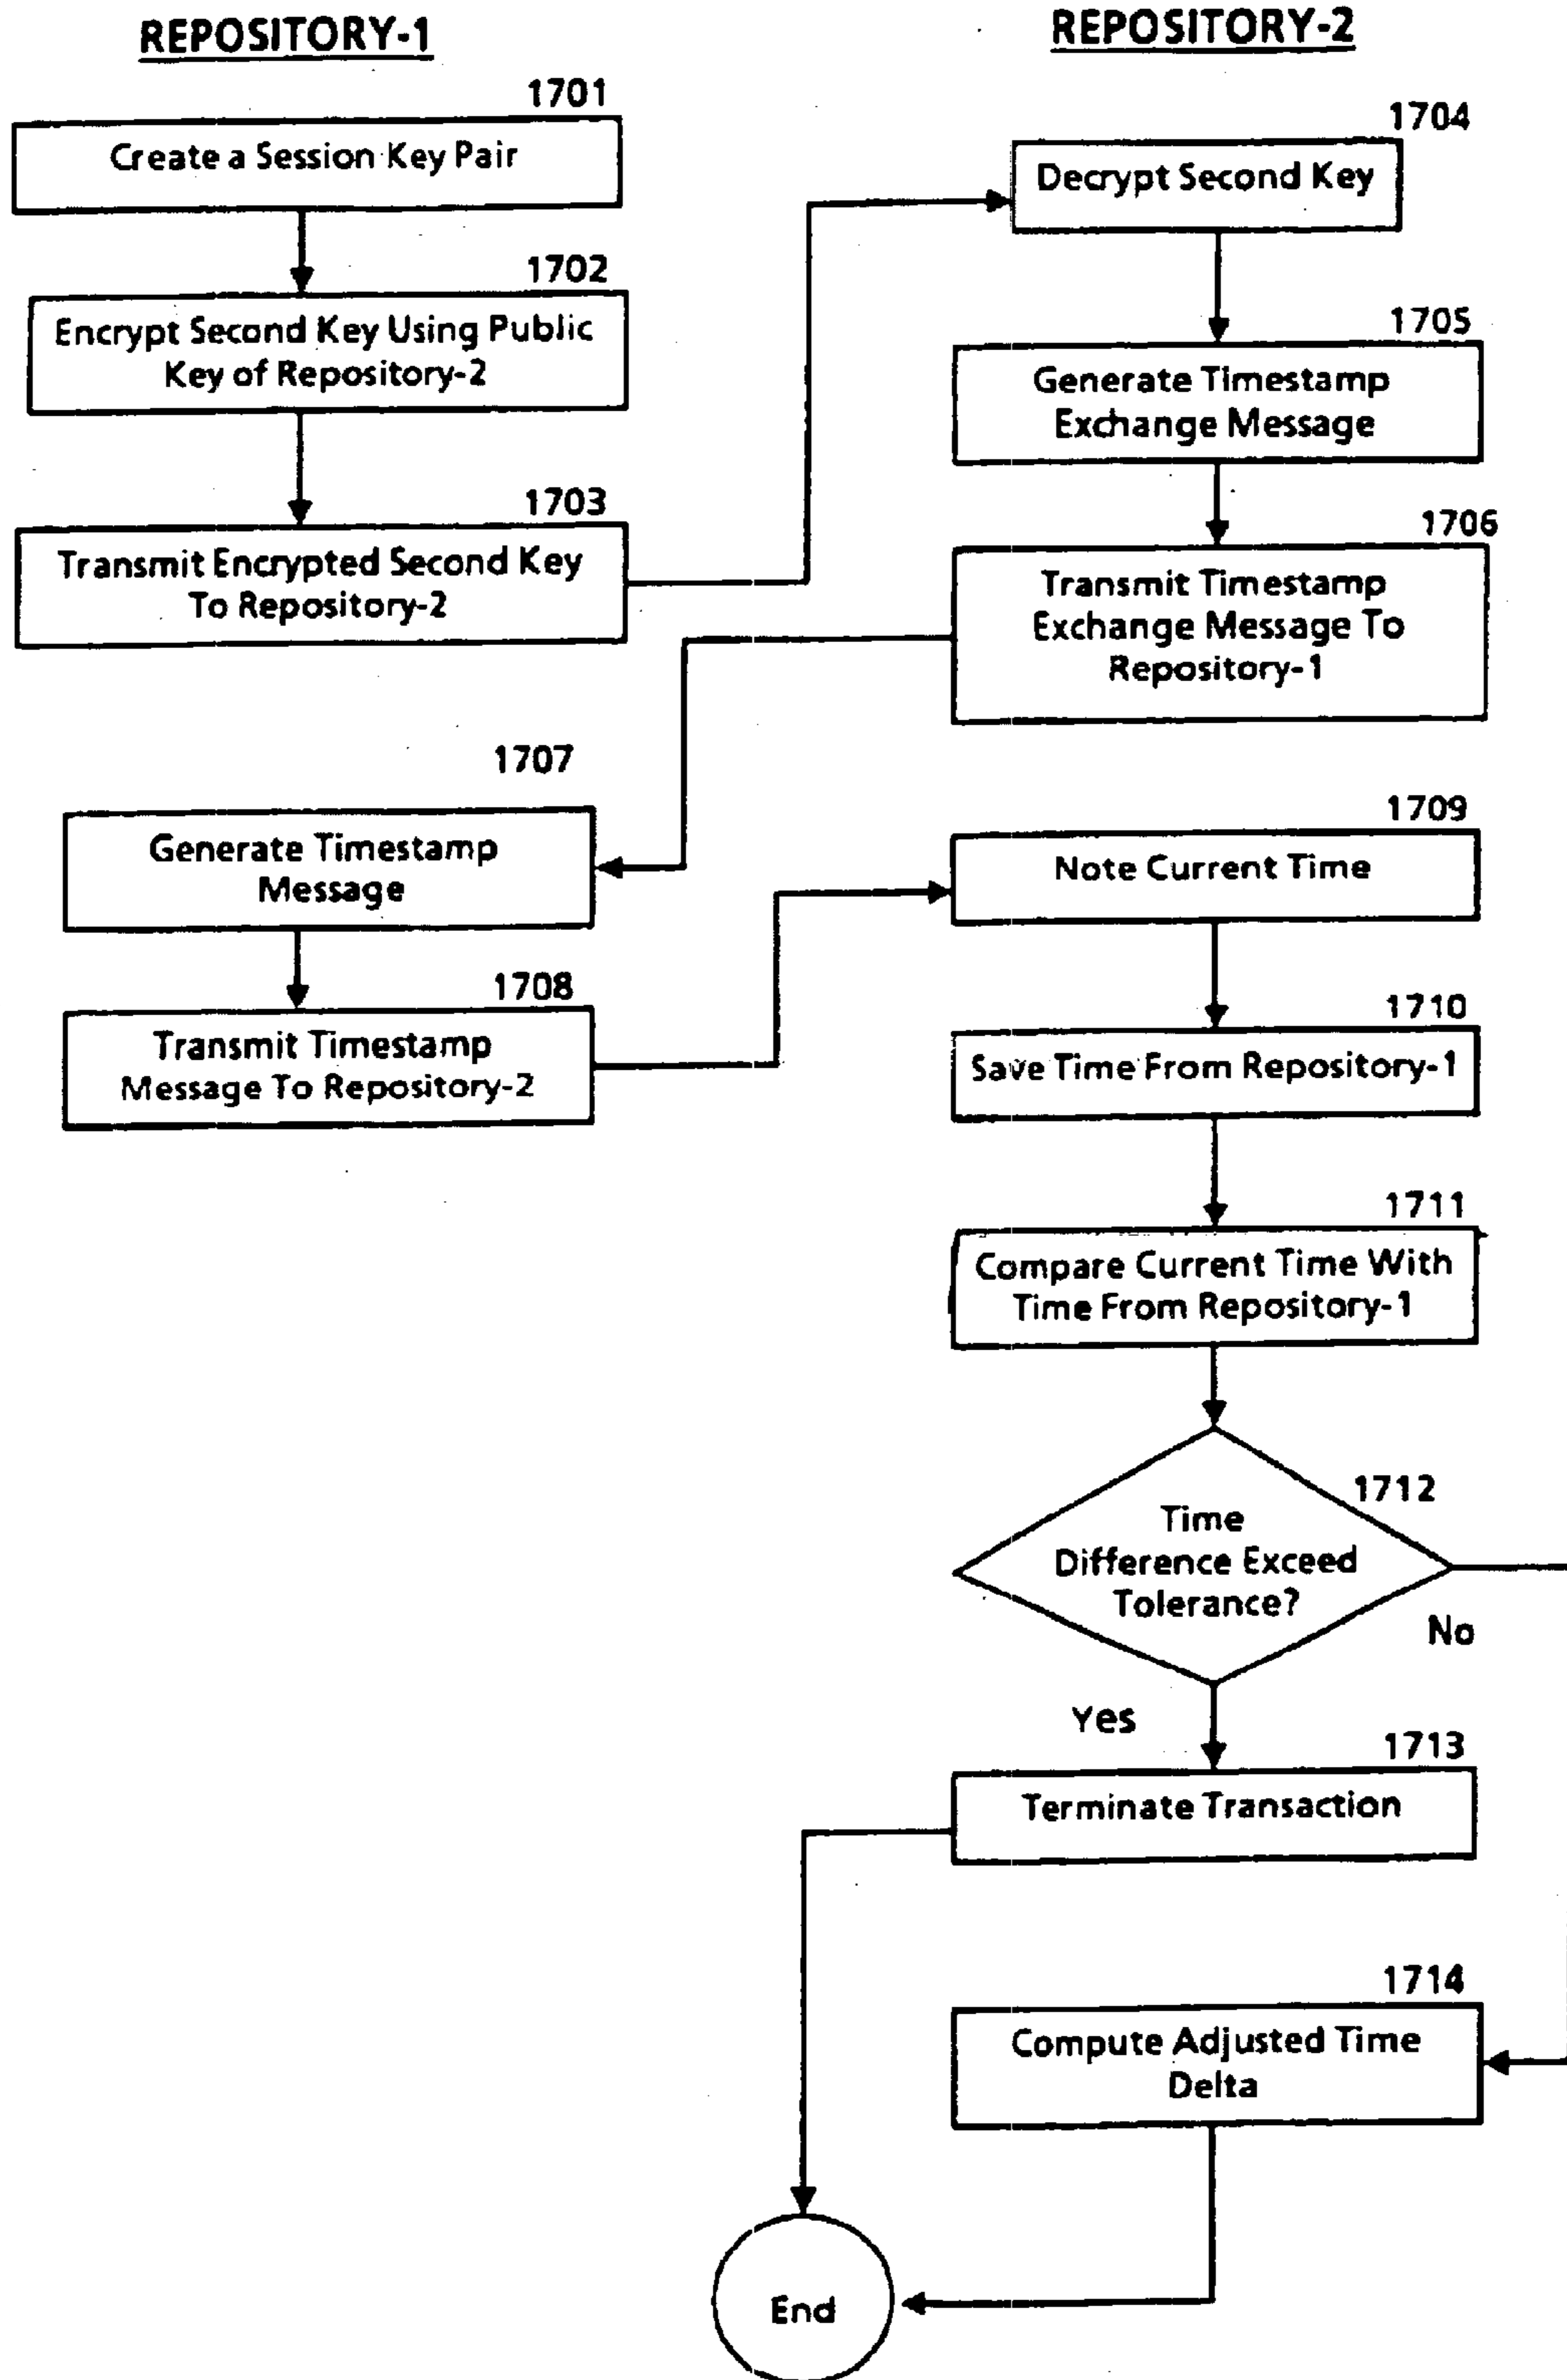 REPOSITORY-1
REPOSITORY-2
1701
Create a Session Key Pair
1702
Encrypt Second Key Using Public
Key of Repository-2
1703
Transmit Encrypted Second Key
To Repository-2
1704
Decrypt Second Key
1705
Generate Timestamp
Exchange Message
1706
Transmit Timestamp
Exchange Message To
Repository-1
1707
Generate Timestamp
Message
1708
Transmit Timestamp
Message To Repository-2
1709
Note Current Time
1710
Save Time From Repository-1
1711
Compare Current Time With
Time From Repository-1
1712
Time
Difference Exceed
Tolerance?
No
Yes
1713
Terminate Transaction
1714
Compute Adjusted Time
Delta
End